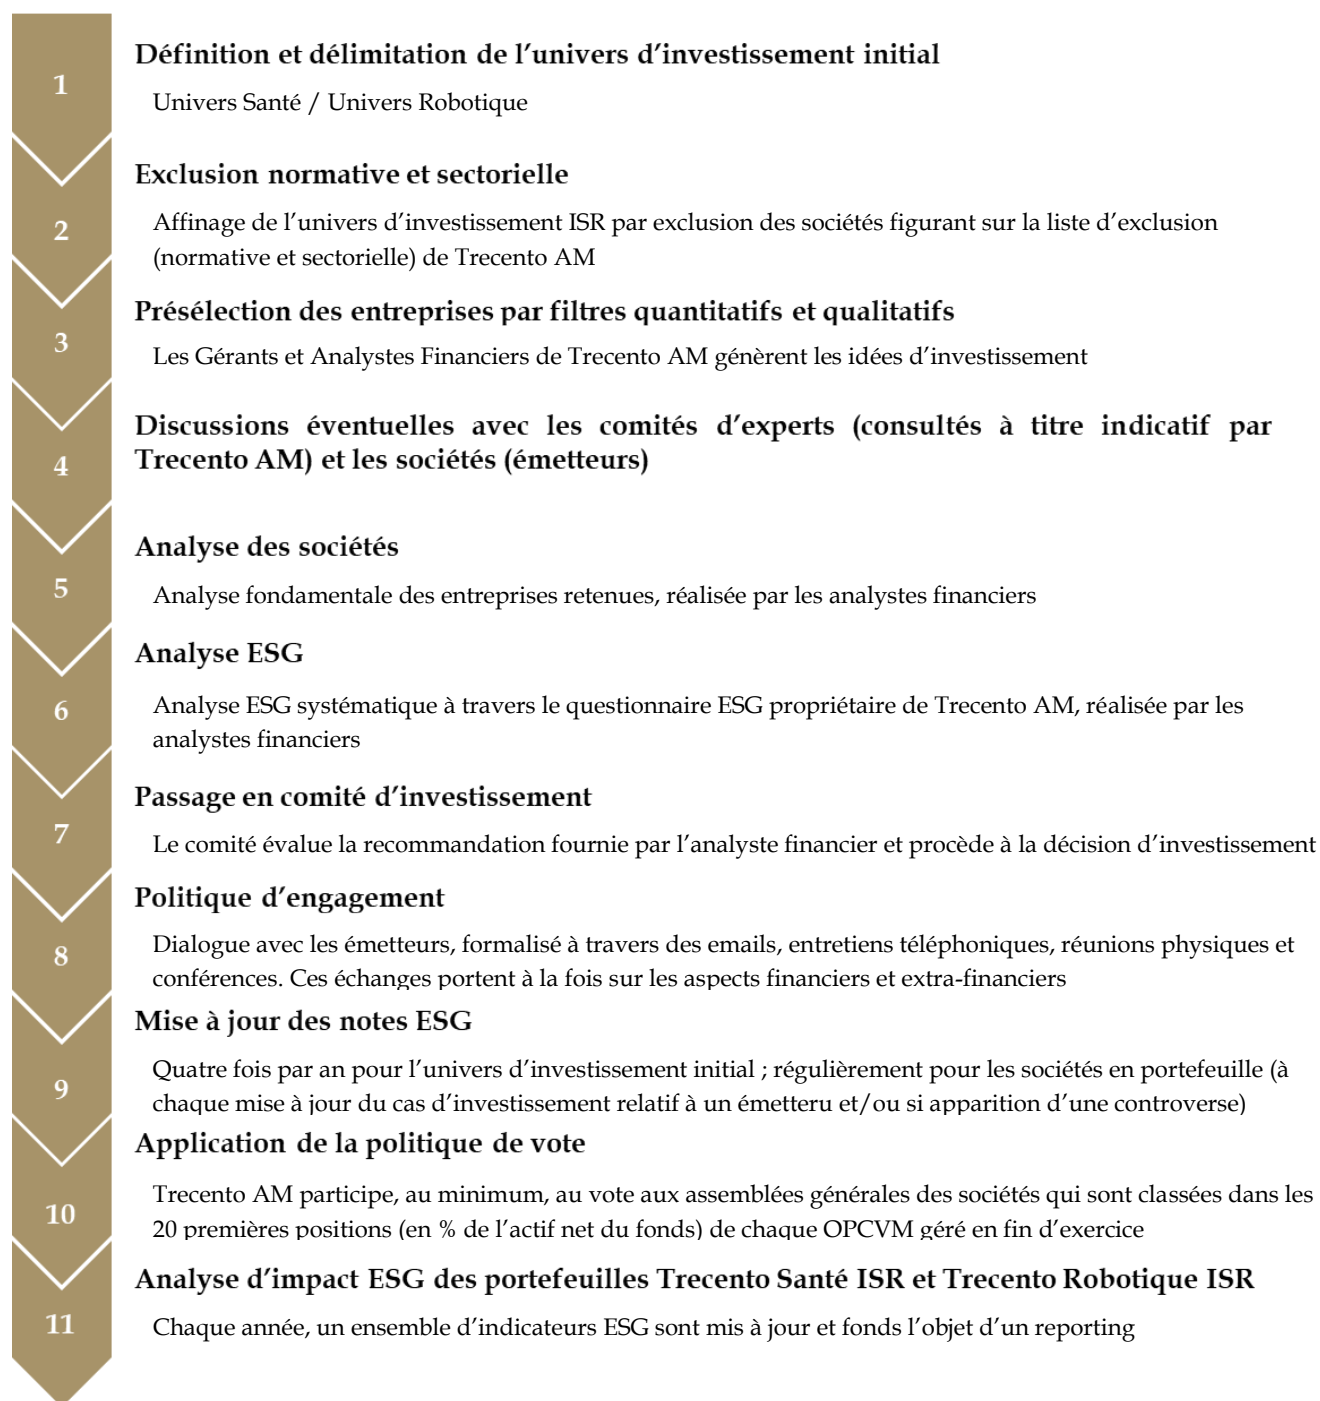 1
Définition et délimitation de l’univers d’investissement initial
Univers Santé / Univers Robotique
2
Exclusion normative et sectorielle
Affinage de l’univers d’investissement ISR par exclusion des sociétés figurant sur la liste d’exclusion
(normative et sectorielle) de Trecento AM
3
Présélection des entreprises par filtres quantitatifs et qualitatifs
Les Gérants et Analystes Financiers de Trecento AM génèrent les idées d’investissement
4
Discussions éventuelles avec les comités d’experts (consultés à titre indicatif par
Trecento AM) et les sociétés (émetteurs)
5
Analyse des sociétés
Analyse fondamentale des entreprises retenues, réalisée par les analystes financiers
6
Analyse ESG
Analyse ESG systématique à travers le questionnaire ESG propriétaire de Trecento AM, réalisée par les
analystes financiers
7
Passage en comité d’investissement
Le comité évalue la recommandation fournie par l’analyste financier et procède à la décision d’investissement
8
Politique d’engagement
Dialogue avec les émetteurs, formalisé à travers des emails, entretiens téléphoniques, réunions physiques et
conférences. Ces échanges portent à la fois sur les aspects financiers et extra-financiers
9
Mise à jour des notes ESG
Quatre fois par an pour l’univers d’investissement initial ; régulièrement pour les sociétés en portefeuille (à
chaque mise à jour du cas d’investissement relatif à un émetteru et/ou si apparition d’une controverse)
10
Application de la politique de vote
Trecento AM participe, au minimum, au vote aux assemblées générales des sociétés qui sont classées dans les
20 premières positions (en % de l’actif net du fonds) de chaque OPCVM géré en fin d’exercice
11
Analyse d’impact ESG des portefeuilles Trecento Santé ISR et Trecento Robotique ISR
Chaque année, un ensemble d’indicateurs ESG sont mis à jour et fonds l’objet d’un reporting